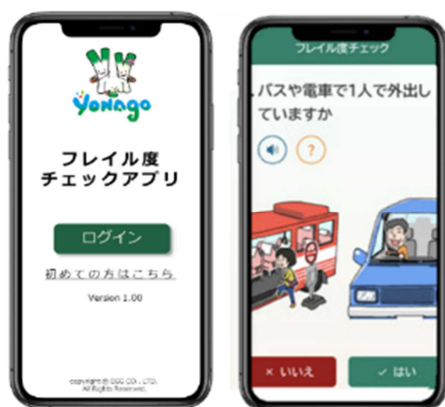 Yonago
フレイル度
チェックアプリ
ログイン
初めての方はこちら
Version 1.00
All Rights Reserved.
フレイル度チェック
バスや電車で1人で外出し
ていますか
?
× いいえ
✓ はい